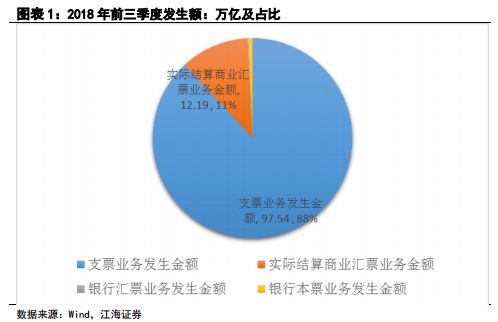 图表 1：2018 年前三季度发生额：万亿及占比
实际结算商业汇
票业务金额,
12.19, 11%
支票业务发生金
额, 97.54, 88%
支票业务发生金额
实际结算商业汇票业务金额
银行汇票业务发生金额
银行本票业务发生金额
数据来源：Wind，江海证券